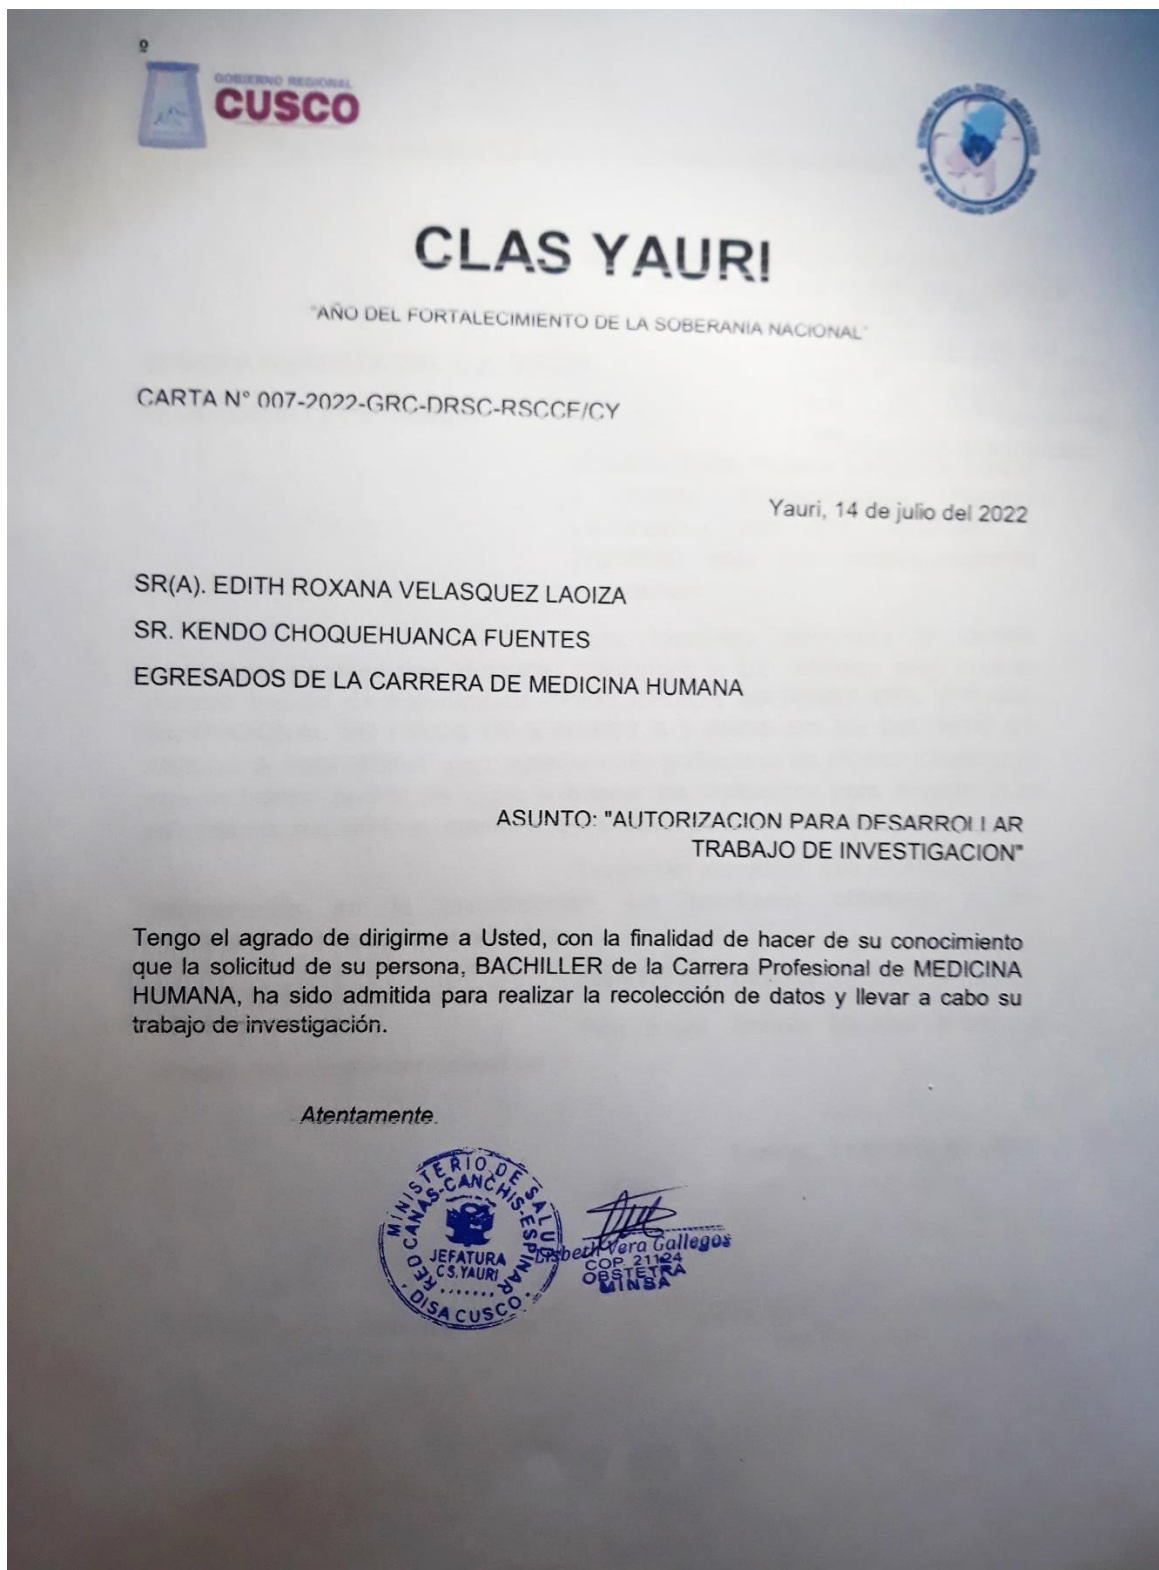 º
GOBIERNO REGIONAL
CUSCO
CLAS YAURI
"AÑO DEL FORTALECIMIENTO DE LA SOBERANIA NACIONAL"
CARTA N° 007-2022-GRC-DRSC-RSCCE/CY
Yauri, 14 de julio del 2022
SR(A). EDITH ROXANA VELASQUEZ LAOIZA
SR. KENDO CHOQUEHUANCA FUENTES
EGRESADOS DE LA CARRERA DE MEDICINA HUMANA
ASUNTO: "AUTORIZACION PARA DESARROLLAR
TRABAJO DE INVESTIGACION"
Tengo el agrado de dirigirme a Usted, con la finalidad de hacer de su conocimiento
que la solicitud de su persona, BACHILLER de la Carrera Profesional de MEDICINA
HUMANA, ha sido admitida para realizar la recolección de datos y llevar a cabo su
trabajo de investigación.
Atentamente.
MINISTERIO DE SALUD
RED CANAS-CANCHIS-ESPINAR
JEFATURA
C.S. YAURI
DISA CUSCO
Lisbeth Vera Gallegos
COP. 21124
OBSTETRA
MINSA